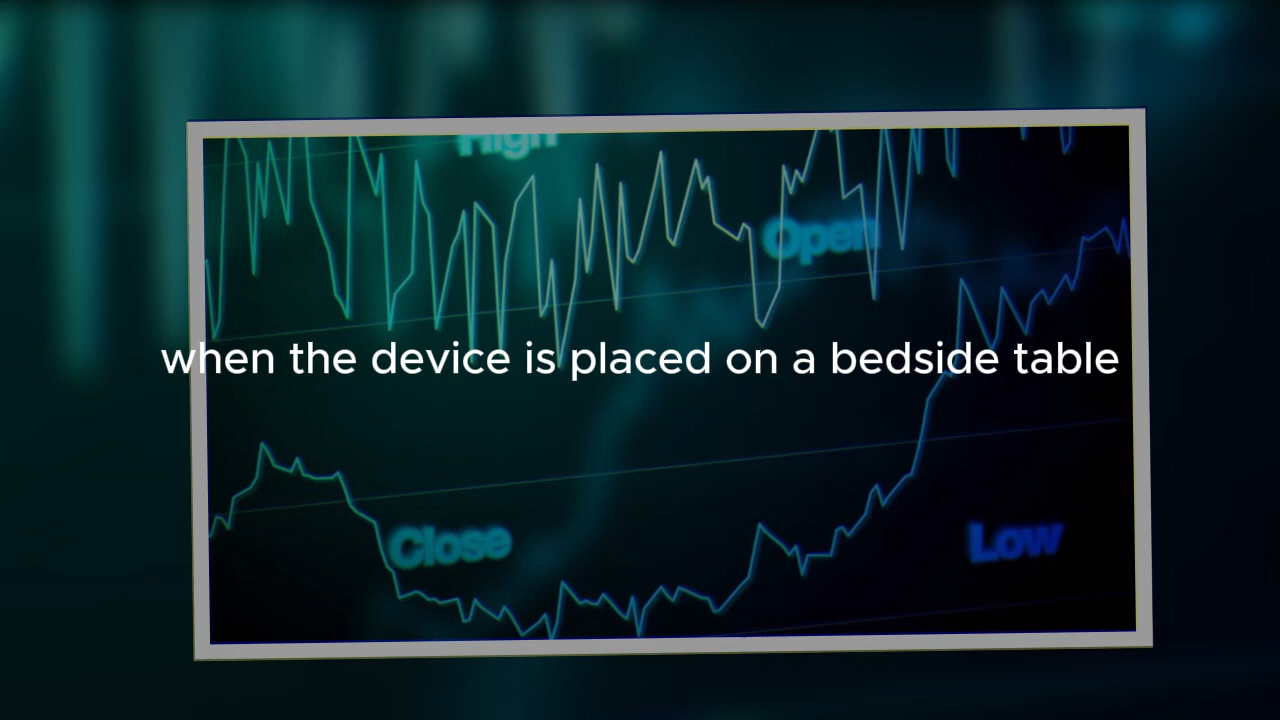 High
Open
when the device is placed on a bedside table
Close
Low